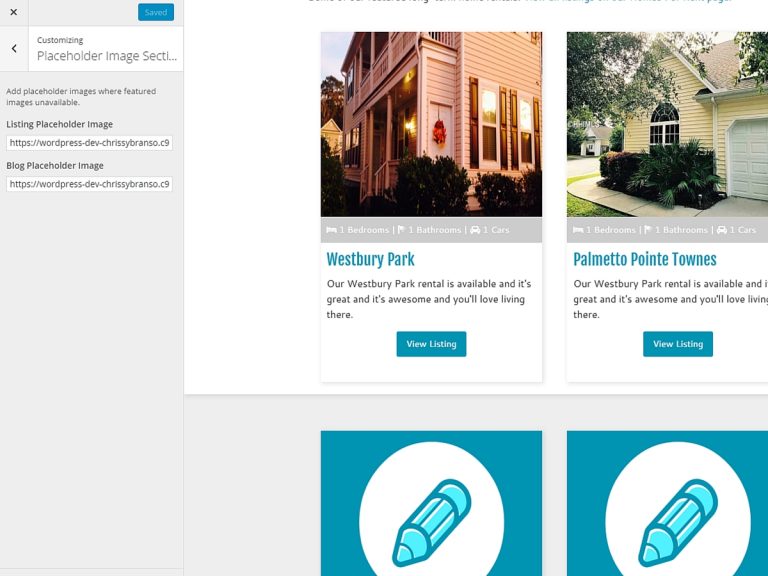 Saved
Customizing
Placeholder Image Secti...
Add placeholder images where featured
images unavailable.
Listing Placeholder Image
https://wordpress-dev-chrissybranso.c9
Blog Placeholder Image
https://wordpress-dev-chrissybranso.c9
1 Bedrooms | 1 Bathrooms | 1 Cars
Westbury Park
Our Westbury Park rental is available and it's
great and it's awesome and you'll love living
there.
View Listing
1 Bedrooms | 1 Bathrooms | 1 Cars
Palmetto Pointe Townes
Our Westbury Park rental is available and i
great and it's awesome and you'll love living
there.
View Listing